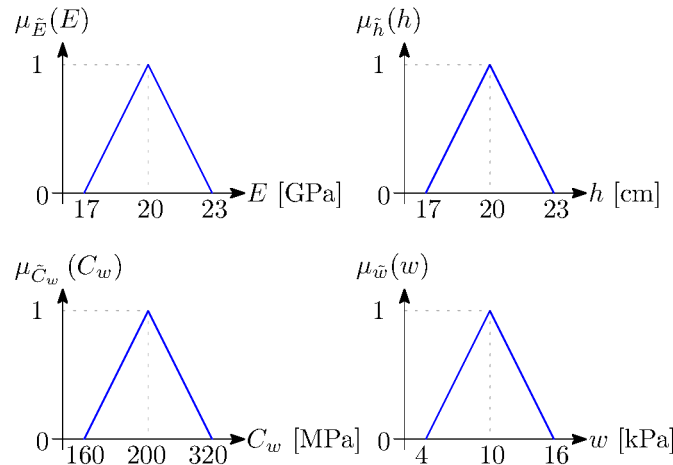 μ_Ẽ(E) μ_h̃(h)
1 1
0 0
17 20 23 E [GPa] 17 20 23 h [cm]
μ_C̃_w (C_w) μ_w̃(w)
1 1
0 0
160 200 320 C_w [MPa] 4 10 16 w [kPa]